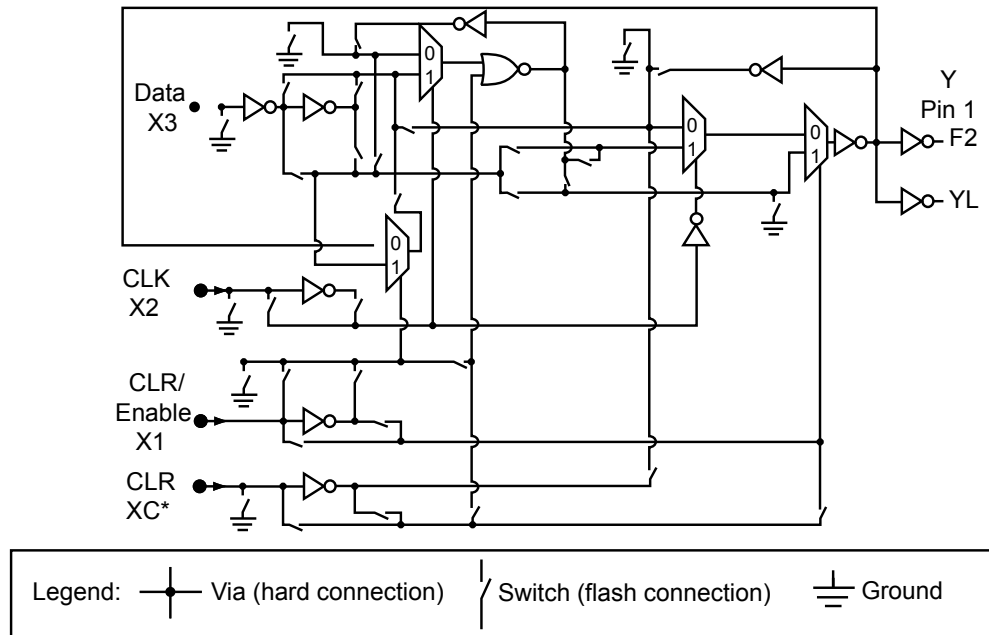 0
1
Data
X3
0
1
0
1
Y
Pin 1
F2
YL
0
1
CLK
X2
CLR/
Enable
X1
CLR
XC*
Legend: Via (hard connection) Switch (flash connection) Ground